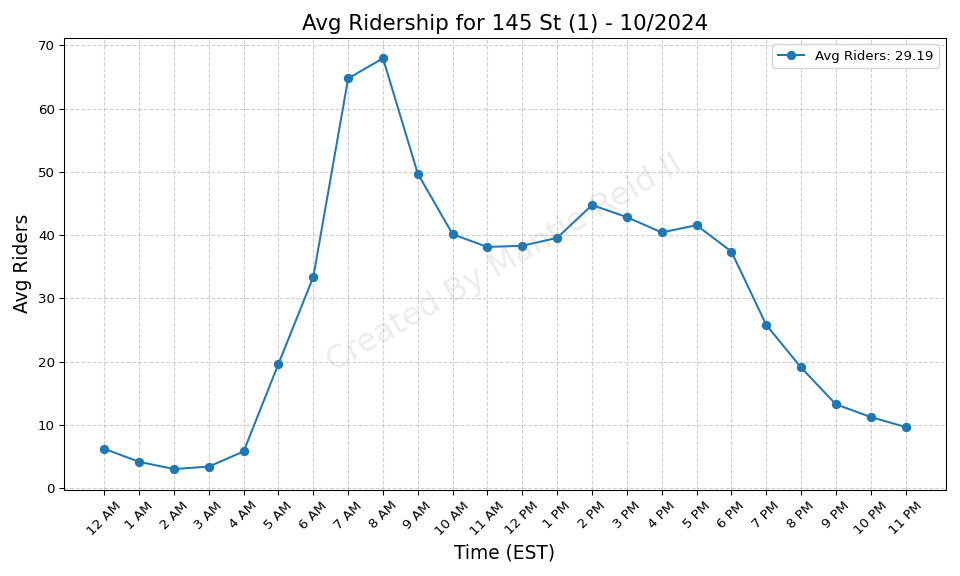 Avg Ridership for 145 St (1) - 10/2024
Avg Riders: 29.19
70
60
50
40
30
20
10
0
Avg Riders
Created By Mantic Reid II
12 AM
1 AM
2 AM
3 AM
4 AM
5 AM
6 AM
7 AM
8 AM
9 AM
10 AM
11 AM
12 PM
1 PM
2 PM
3 PM
4 PM
5 PM
6 PM
7 PM
8 PM
9 PM
10 PM
11 PM
Time (EST)